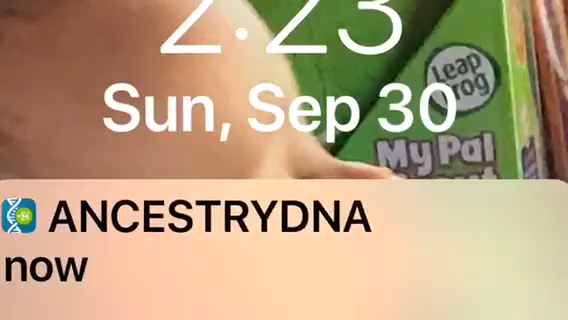 2:23
Sun, Sep 30
Leap
Frog
My Pal
ANCESTRYDNA
now